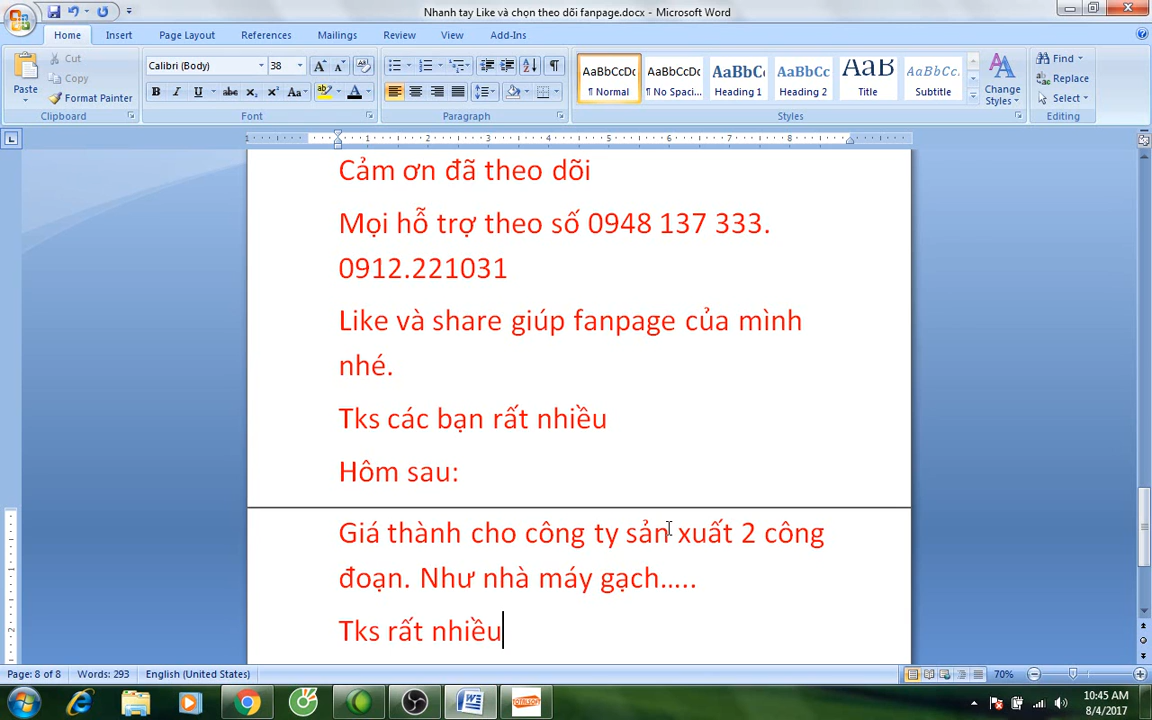 Nhanh tay Like và chọn theo dõi fanpage.docx - Microsoft Word
Home Insert Page Layout References Mailings Review View Add-Ins
Paste
Cut
Copy
Format Painter
Clipboard
Calibri (Body) 38
Font
Paragraph
AaBbCcDc AaBbCcDc AaBbC AaBbCc AaB AaBbCc.
¶ Normal ¶ No Spaci... Heading 1 Heading 2 Title Subtitle
Change Styles
Styles
Find
Replace
Select
Editing
Cảm ơn đã theo dõi
Mọi hỗ trợ theo số 0948 137 333.
0912.221031
Like và share giúp fanpage của mình
nhé.
Tks các bạn rất nhiều
Hôm sau:
Giá thành cho công ty sản xuất 2 công
đoạn. Như nhà máy gạch.....
Tks rất nhiều
Page: 8 of 8 Words: 293 English (United States) 70%
10:45 AM
8/4/2017